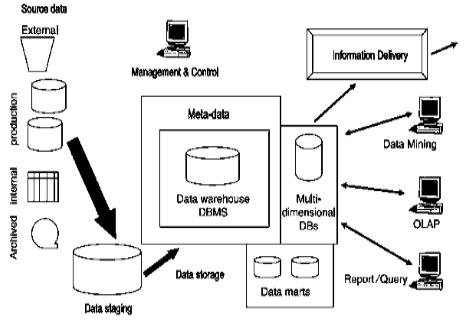 Source data
External
production
internal
Archived
Management & Control
Information Delivery
Meta-data
Data warehouse
DBMS
Multi-
dimensional
DBs
Data Mining
OLAP
Report/Query
Data storage
Data marts
Data staging